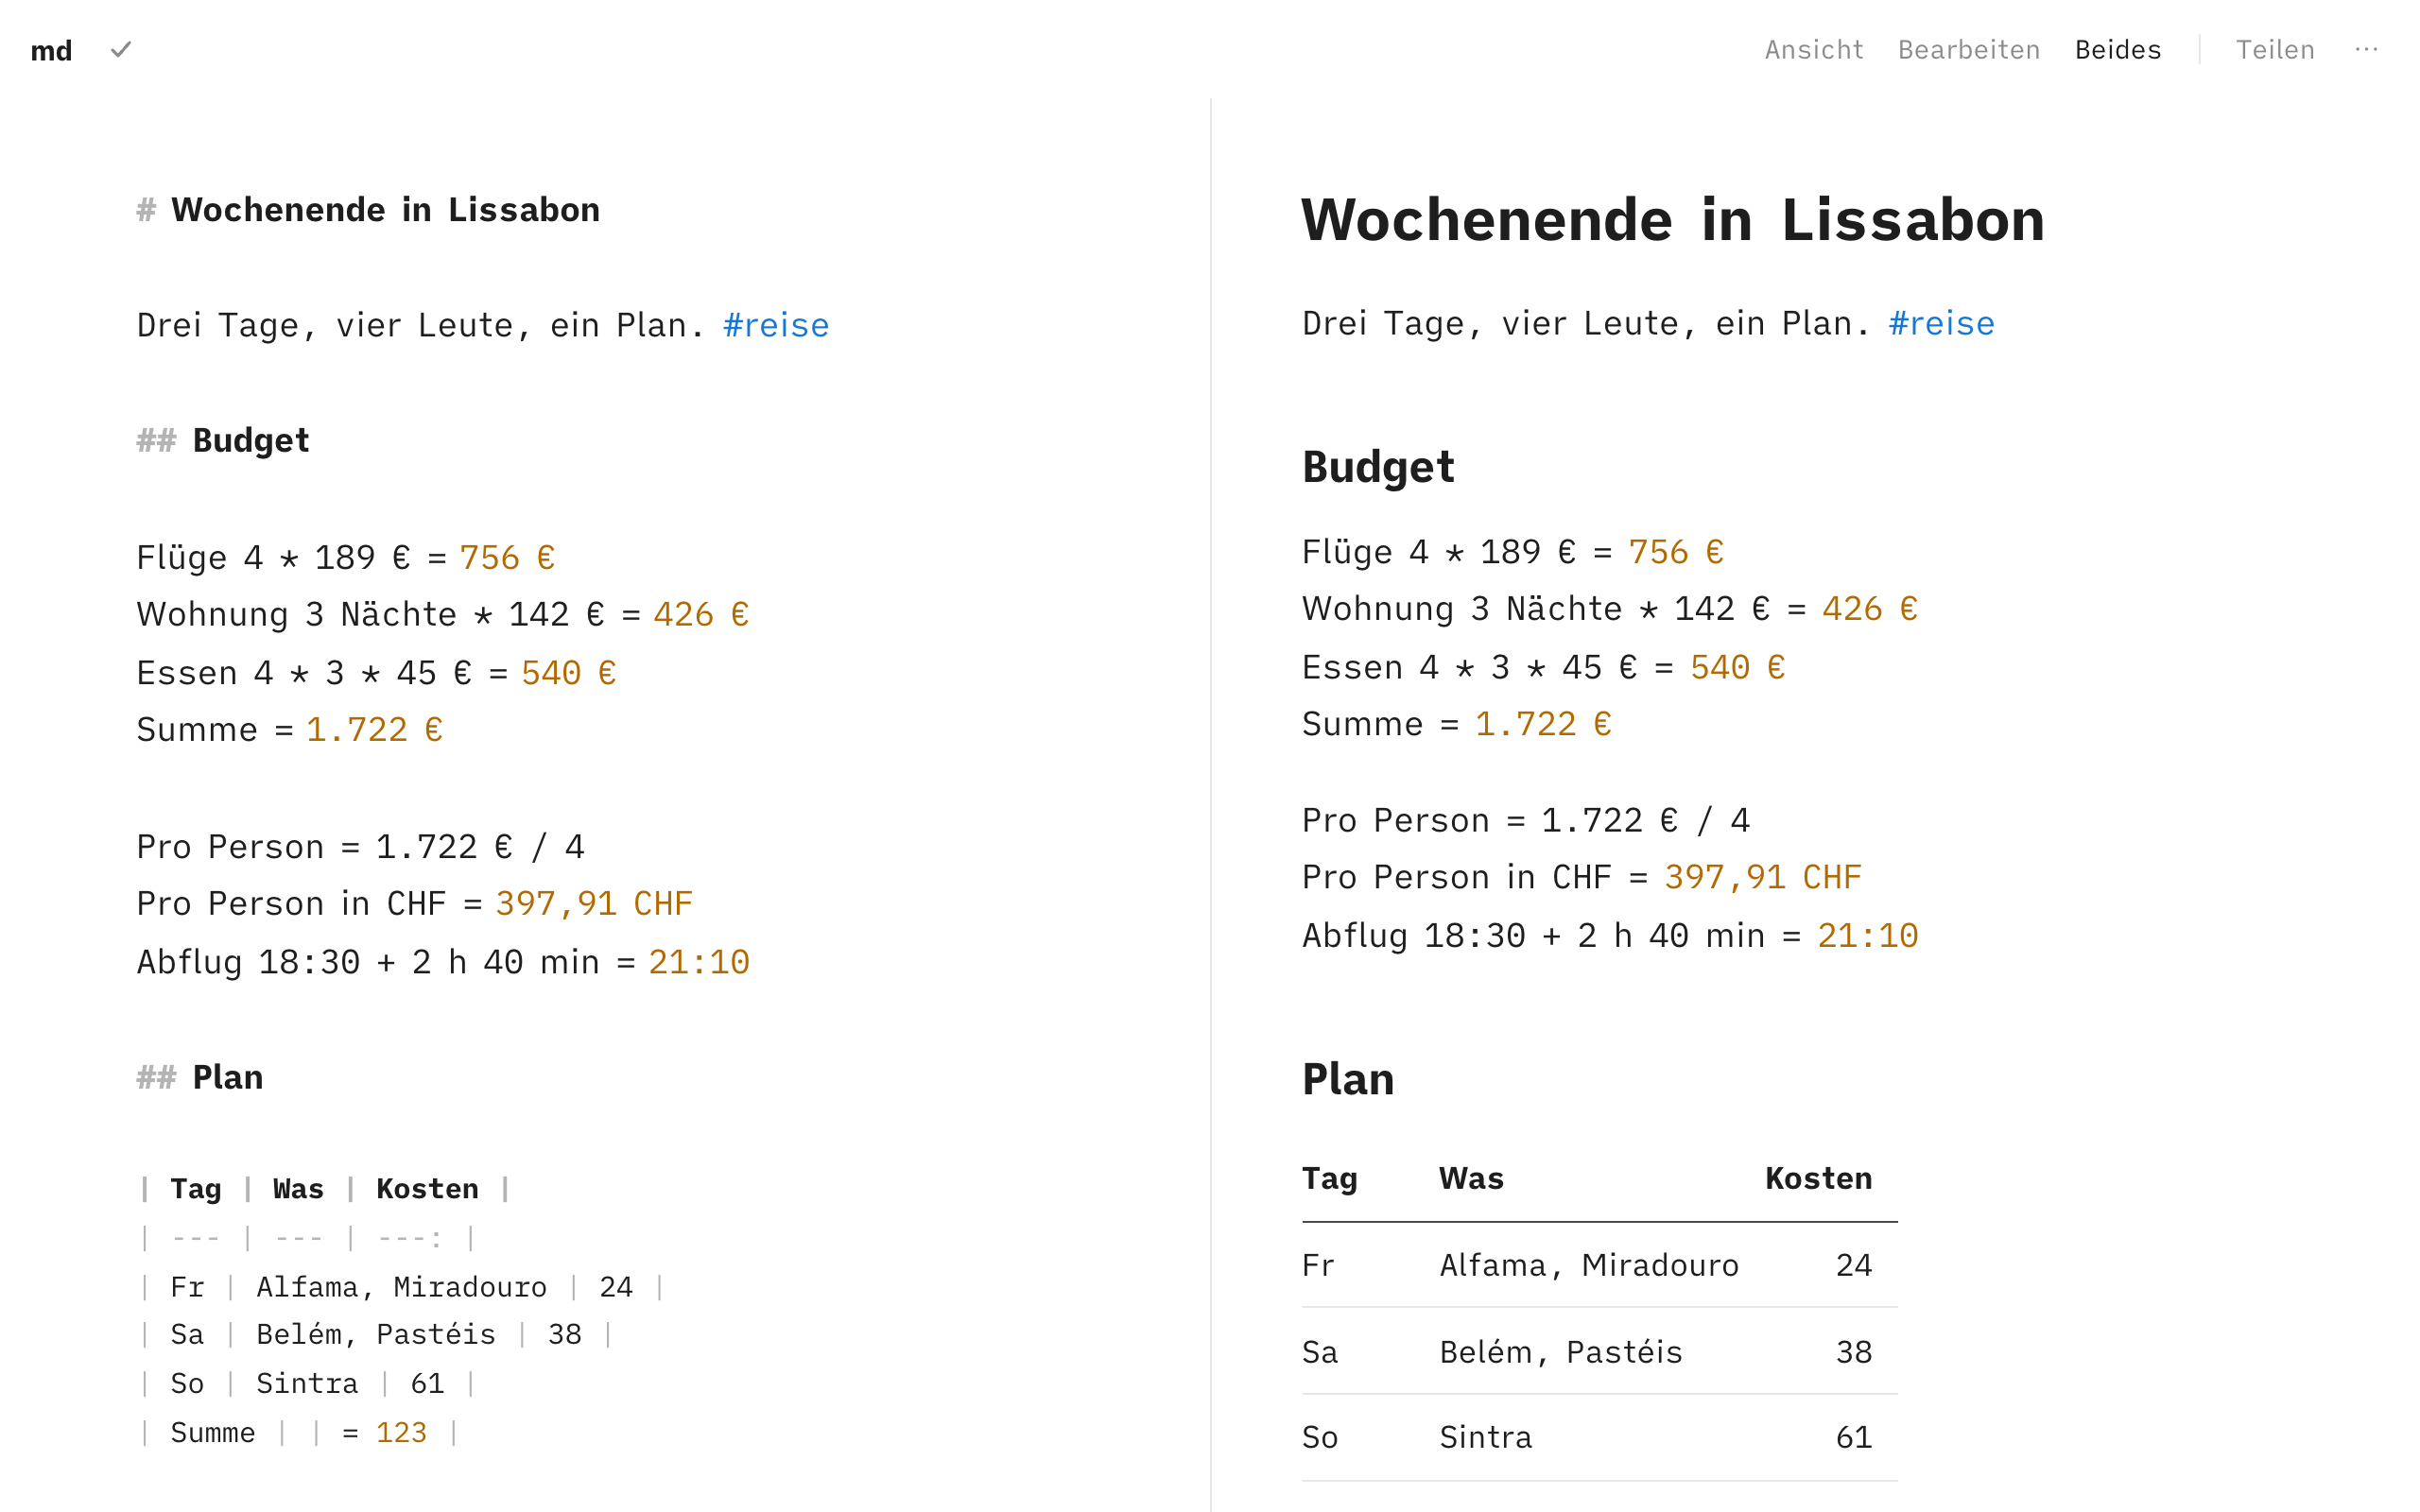 md ✓ Ansicht Bearbeiten Beides Teilen ···
# Wochenende in Lissabon
Drei Tage, vier Leute, ein Plan. #reise
## Budget
Flüge 4 * 189 € = 756 €
Wohnung 3 Nächte * 142 € = 426 €
Essen 4 * 3 * 45 € = 540 €
Summe = 1.722 €
Pro Person = 1.722 € / 4
Pro Person in CHF = 397,91 CHF
Abflug 18:30 + 2 h 40 min = 21:10
## Plan
| Tag | Was | Kosten |
| --- | --- | ---: |
| Fr | Alfama, Miradouro | 24 |
| Sa | Belém, Pastéis | 38 |
| So | Sintra | 61 |
| Summe | | = 123 |
Wochenende in Lissabon
Drei Tage, vier Leute, ein Plan. #reise
Budget
Flüge 4 * 189 € = 756 €
Wohnung 3 Nächte * 142 € = 426 €
Essen 4 * 3 * 45 € = 540 €
Summe = 1.722 €
Pro Person = 1.722 € / 4
Pro Person in CHF = 397,91 CHF
Abflug 18:30 + 2 h 40 min = 21:10
Plan
Tag Was Kosten
Fr Alfama, Miradouro 24
Sa Belém, Pastéis 38
So Sintra 61